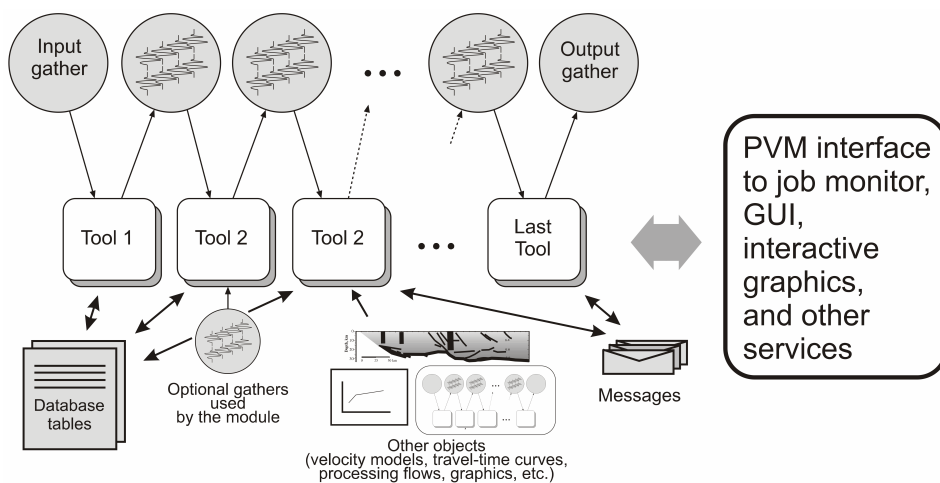 Input
gather
Output
gather
Tool 1
Tool 2
Tool 2
Last
Tool
PVM interface
to job monitor,
GUI,
interactive
graphics,
and other
services
Database
tables
Optional gathers
used
by the module
Messages
Other objects
(velocity models, travel-time curves,
processing flows, graphics, etc.)